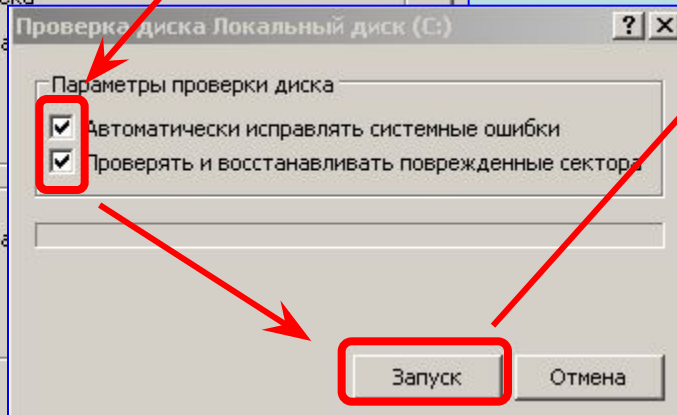 Проверка диска Локальный диск (C:)
Параметры проверки диска
Автоматически исправлять системные ошибки
Проверять и восстанавливать поврежденные сектора
Запуск
Отмена